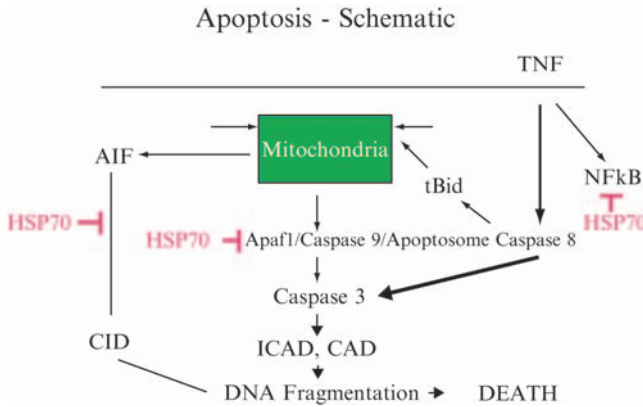 Apoptosis - Schematic
TNF
Mitochondria
AIF
tBid
NFkB
HSP70
HSP70
HSP70
Apaf1/Caspase 9/Apoptosome Caspase 8
Caspase 3
CID
ICAD, CAD
DNA Fragmentation
DEATH